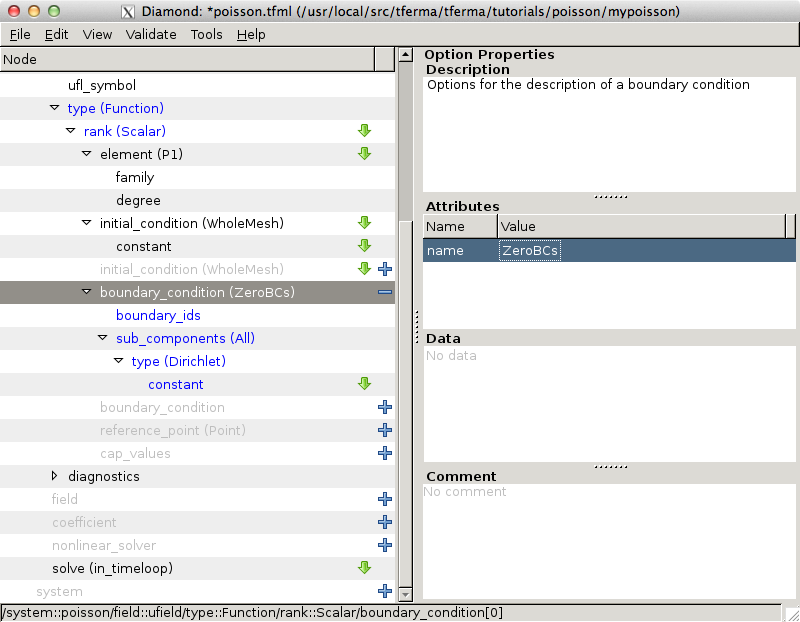 Diamond: *poisson.tfml (/usr/local/src/tferma/tferma/tutorials/poisson/mypoisson)
File Edit View Validate Tools Help
Node
ufl_symbol
type (Function)
rank (Scalar)
element (P1)
family
degree
initial_condition (WholeMesh)
constant
initial_condition (WholeMesh)
boundary_condition (ZeroBCs)
boundary_ids
sub_components (All)
type (Dirichlet)
constant
boundary_condition
reference_point (Point)
cap_values
diagnostics
field
coefficient
nonlinear_solver
solve (in_timeloop)
system
Option Properties
Description
Options for the description of a boundary condition
Attributes
Name Value
name ZeroBCs
Data
No data
Comment
No comment
/system::poisson/field::ufield/type::Function/rank::Scalar/boundary_condition[0]